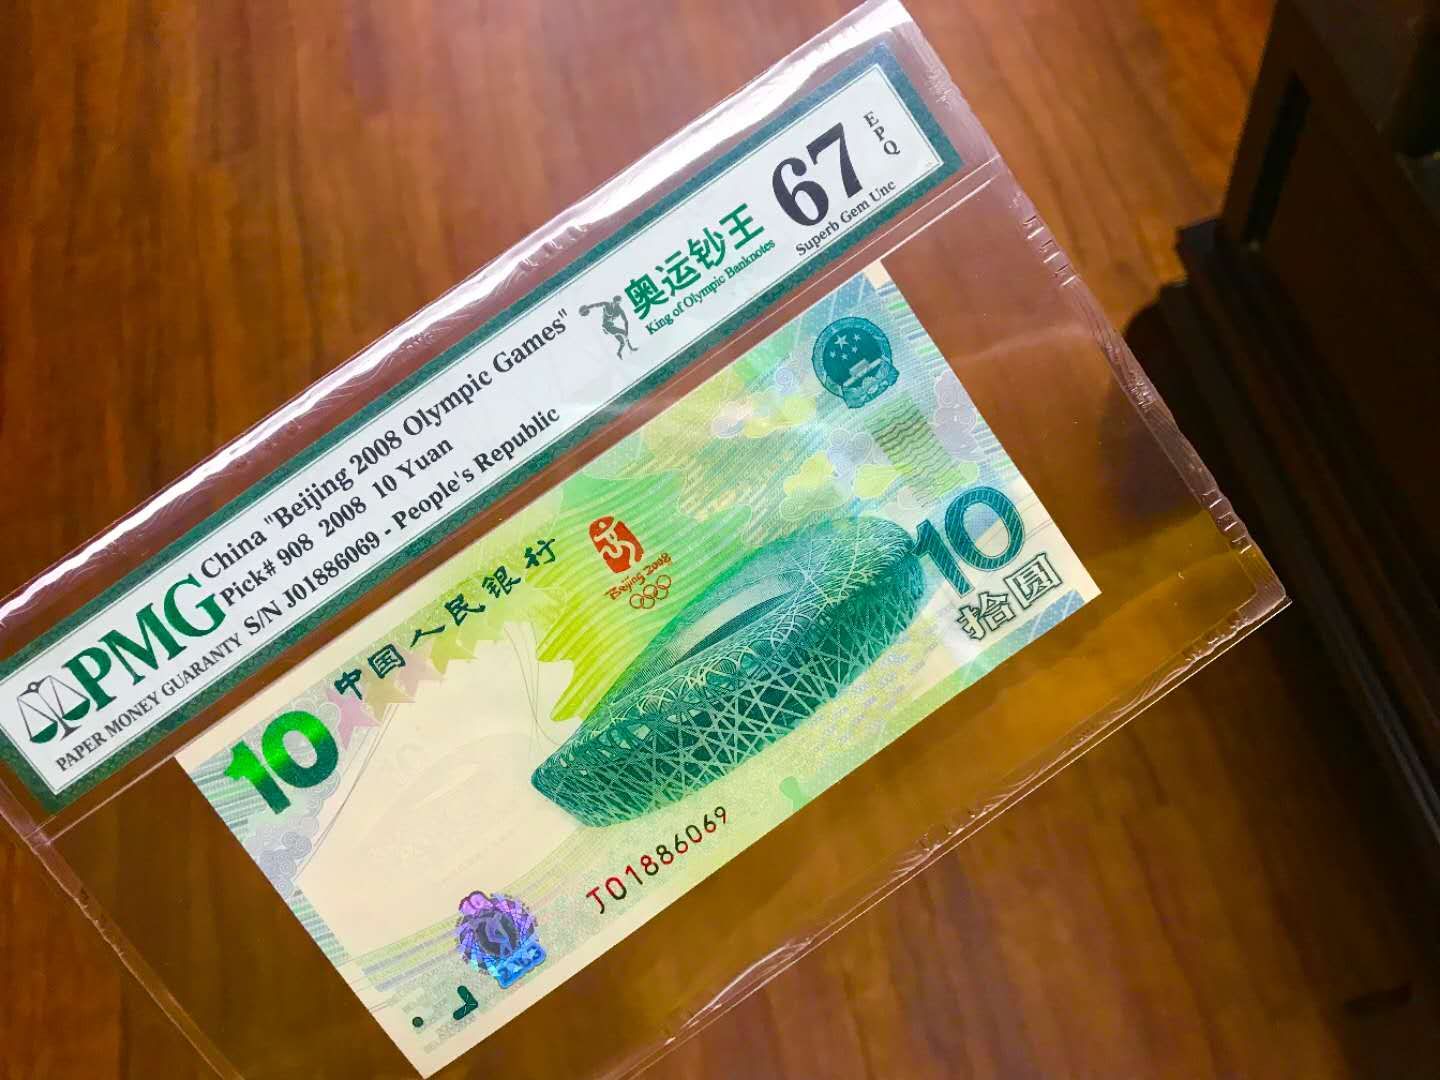 PMG
PAPER MONEY GUARANTY
China "Beijing 2008 Olympic Games"
Pick# 908 2008 10 Yuan
S/N J01886069 - People's Republic
奥运钞王
King of Olympic Banknotes
67
EPQ
Superb Gem Unc
中国人民银行
Beijing 2008
10
10
拾圆
J01886069